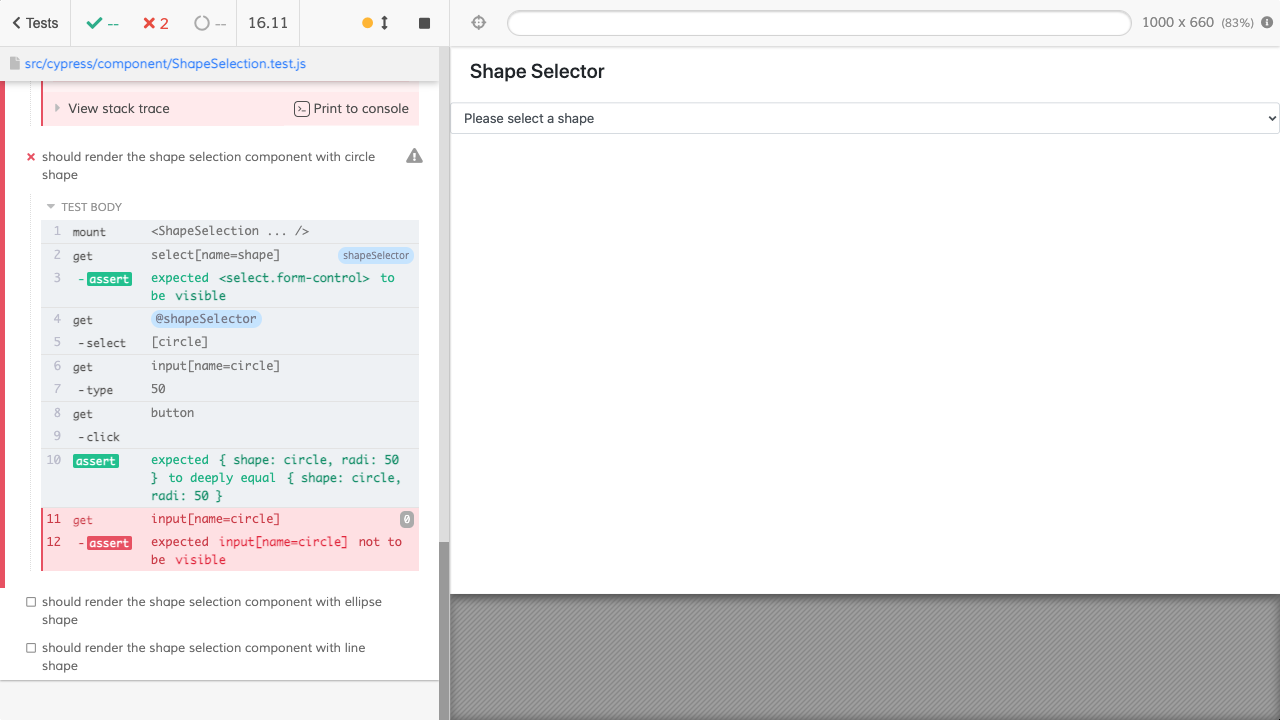 Tests
--
2
--
16.11
1000 x 660 (83%)
src/cypress/component/ShapeSelection.test.js
View stack trace
Print to console
should render the shape selection component with circle
shape
TEST BODY
1 mount <ShapeSelection ... />
2 get select[name=shape] shapeSelector
3 -assert expected <select.form-control> to
be visible
4 get @shapeSelector
5 -select [circle]
6 get input[name=circle]
7 -type 50
8 get button
9 -click
10 assert expected { shape: circle, radi: 50
} to deeply equal { shape: circle,
radi: 50 }
11 get input[name=circle] 0
12 -assert expected input[name=circle] not to
be visible
should render the shape selection component with ellipse
shape
should render the shape selection component with line
shape
Shape Selector
Please select a shape